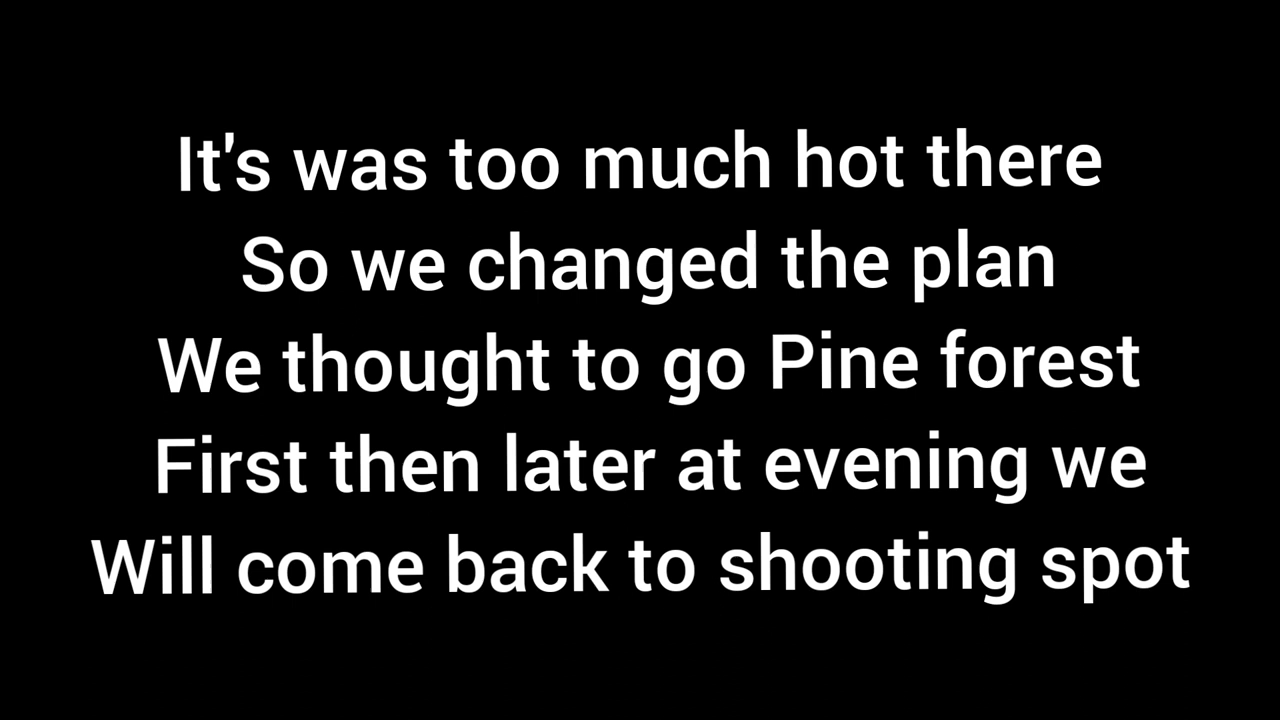 It's was too much hot there
So we changed the plan
We thought to go Pine forest
First then later at evening we
Will come back to shooting spot